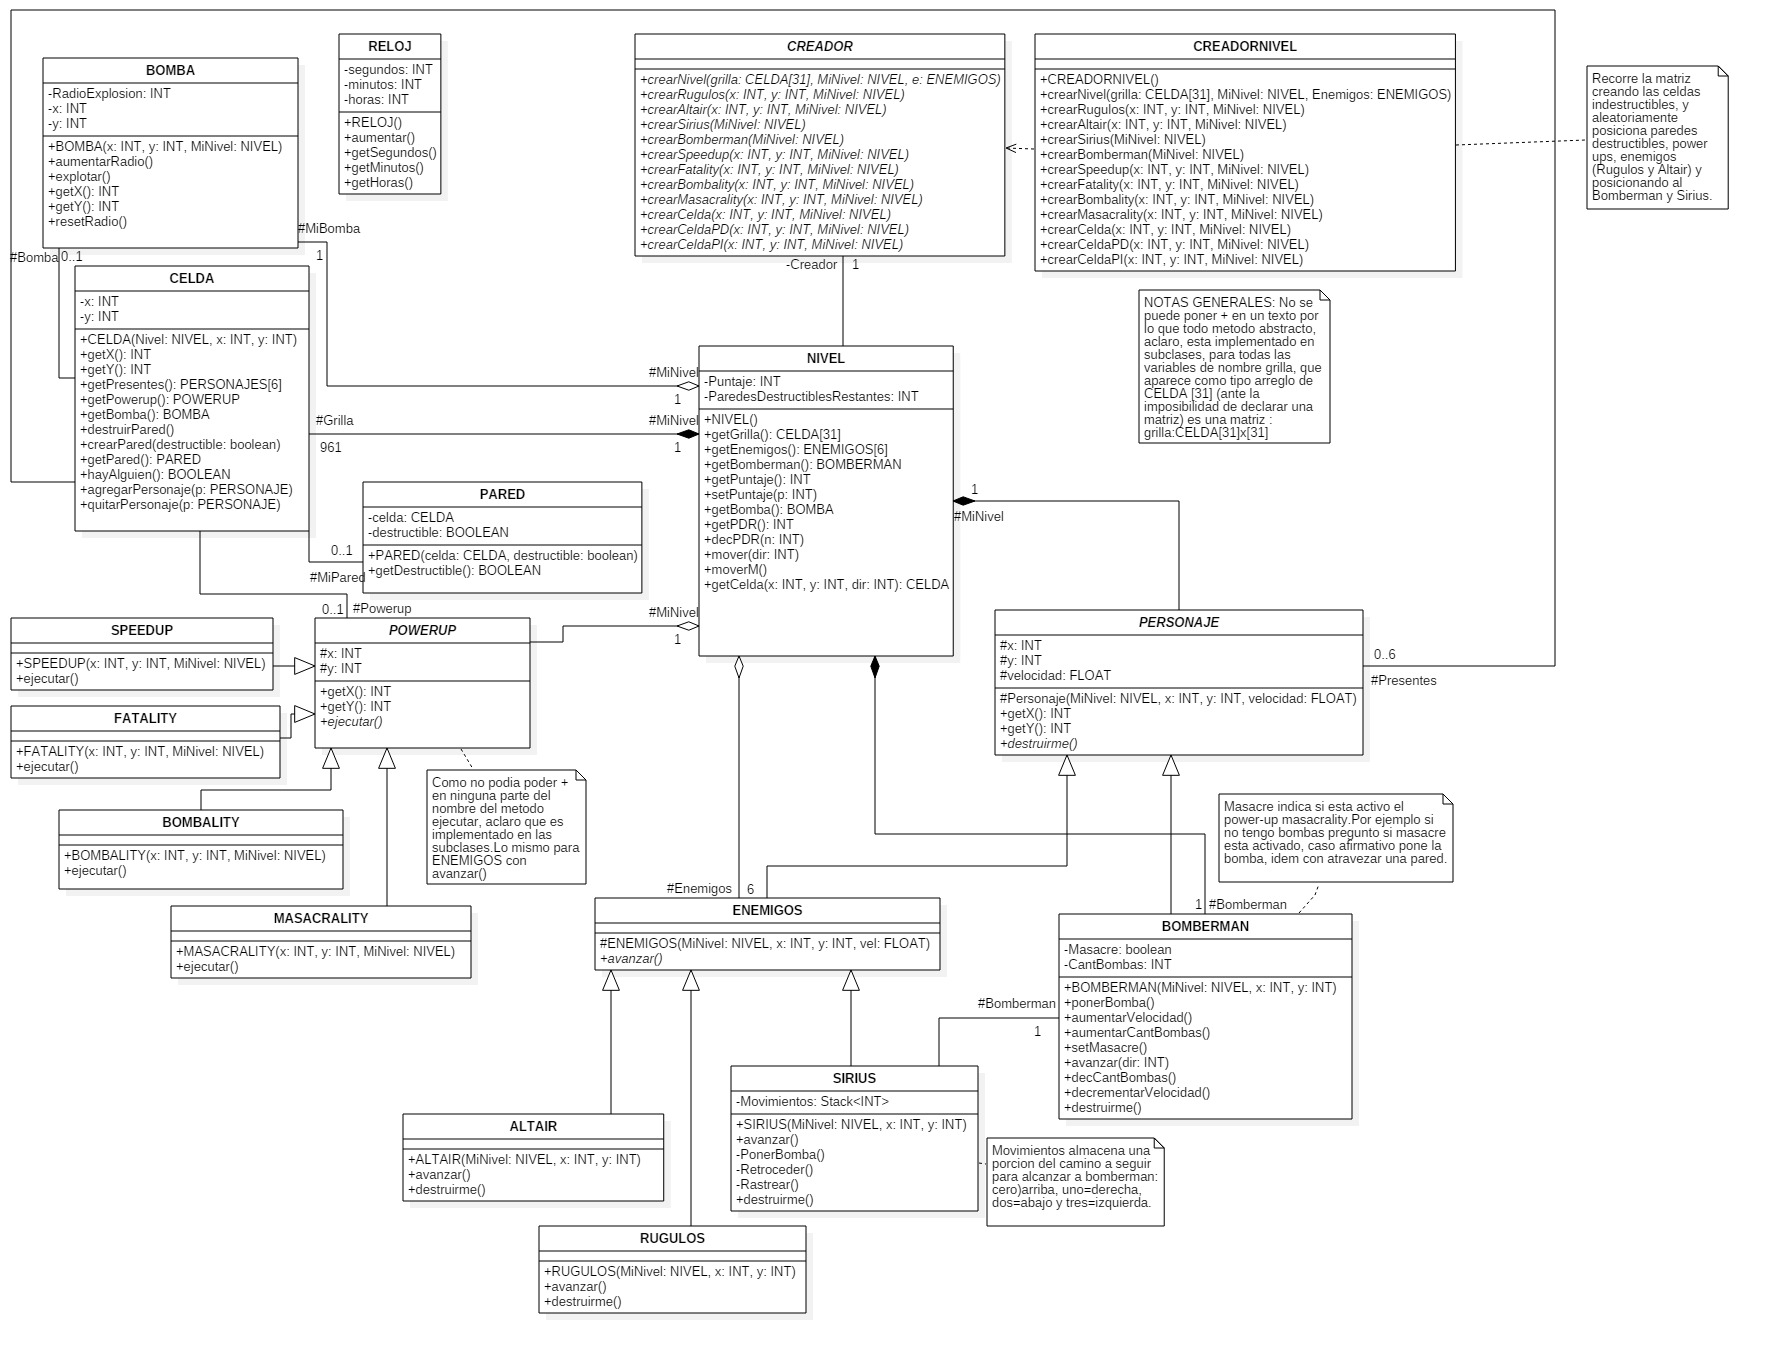 BOMBA
-RadioExplosion: INT
-x: INT
-y: INT
+BOMBA(x: INT, y: INT, MiNivel: NIVEL)
+aumentarRadio()
+explotar()
+getX(): INT
+getY(): INT
+resetRadio()
RELOJ
-segundos: INT
-minutos: INT
-horas: INT
+RELOJ()
+aumentar()
+getSegundos()
+getMinutos()
+getHoras()
CREADOR
+crearNivel(grilla: CELDA[31], MiNivel: NIVEL, e: ENEMIGOS)
+crearRugulos(x: INT, y: INT, MiNivel: NIVEL)
+crearAltair(x: INT, y: INT, MiNivel: NIVEL)
+crearSirius(MiNivel: NIVEL)
+crearBomberman(MiNivel: NIVEL)
+crearSpeedup(x: INT, y: INT, MiNivel: NIVEL)
+crearFatality(x: INT, y: INT, MiNivel: NIVEL)
+crearBombality(x: INT, y: INT, MiNivel: NIVEL)
+crearMasacrality(x: INT, y: INT, MiNivel: NIVEL)
+crearCelda(x: INT, y: INT, MiNivel: NIVEL)
+crearCeldaPD(x: INT, y: INT, MiNivel: NIVEL)
+crearCeldaPI(x: INT, y: INT, MiNivel: NIVEL)
CREADORNIVEL
+CREADORNIVEL()
+crearNivel(grilla: CELDA[31], MiNivel: NIVEL, Enemigos: ENEMIGOS)
+crearRugulos(x: INT, y: INT, MiNivel: NIVEL)
+crearAltair(x: INT, y: INT, MiNivel: NIVEL)
+crearSirius(MiNivel: NIVEL)
+crearBomberman(MiNivel: NIVEL)
+crearSpeedup(x: INT, y: INT, MiNivel: NIVEL)
+crearFatality(x: INT, y: INT, MiNivel: NIVEL)
+crearBombality(x: INT, y: INT, MiNivel: NIVEL)
+crearMasacrality(x: INT, y: INT, MiNivel: NIVEL)
+crearCelda(x: INT, y: INT, MiNivel: NIVEL)
+crearCeldaPD(x: INT, y: INT, MiNivel: NIVEL)
+crearCeldaPI(x: INT, y: INT, MiNivel: NIVEL)
Recorre la matriz
creando las celdas
indestructibles, y
aleatoriamente
posiciona paredes
destructibles, power
ups, enemigos
(Rugulos y Altair) y
posicionando al
Bomberman y Sirius.
#MiBomba
1
#Bomba
0..1
-Creador
1
CELDA
-x: INT
-y: INT
+CELDA(Nivel: NIVEL, x: INT, y: INT)
+getX(): INT
+getY(): INT
+getPresentes(): PERSONAJES[6]
+getPowerup(): POWERUP
+getBomba(): BOMBA
+destruirPared()
+crearPared(destructible: boolean)
+getPared(): PARED
+hayAlguien(): BOOLEAN
+agregarPersonaje(p: PERSONAJE)
+quitarPersonaje(p: PERSONAJE)
NOTAS GENERALES: No se
puede poner + en un texto por
lo que todo metodo abstracto,
aclaro, esta implementado en
subclases, para todas las
variables de nombre grilla, que
aparece como tipo arreglo de
CELDA [31] (ante la
imposibilidad de declarar una
matriz) es una matriz :
grilla:CELDA[31]x[31]
#MiNivel
1
#Grilla
961
#MiNivel
1
NIVEL
-Puntaje: INT
-ParedesDestructiblesRestantes: INT
+NIVEL()
+getGrilla(): CELDA[31]
+getEnemigos(): ENEMIGOS[6]
+getBomberman(): BOMBERMAN
+getPuntaje(): INT
+setPuntaje(p: INT)
+getBomba(): BOMBA
+getPDR(): INT
+decPDR(n: INT)
+mover(dir: INT)
+moverM()
+getCelda(x: INT, y: INT, dir: INT): CELDA
1
#MiNivel
PARED
-celda: CELDA
-destructible: BOOLEAN
+PARED(celda: CELDA, destructible: boolean)
+getDestructible(): BOOLEAN
0..1
#MiPared
0..1
#Powerup
#MiNivel
1
SPEEDUP
+SPEEDUP(x: INT, y: INT, MiNivel: NIVEL)
+ejecutar()
POWERUP
#x: INT
#y: INT
+getX(): INT
+getY(): INT
+ejecutar()
PERSONAJE
#x: INT
#y: INT
#velocidad: FLOAT
#Personaje(MiNivel: NIVEL, x: INT, y: INT, velocidad: FLOAT)
+getX(): INT
+getY(): INT
+destruirme()
0..6
#Presentes
FATALITY
+FATALITY(x: INT, y: INT, MiNivel: NIVEL)
+ejecutar()
Como no podia poder +
en ninguna parte del
nombre del metodo
ejecutar, aclaro que es
implementado en las
subclases.Lo mismo para
ENEMIGOS con
avanzar()
BOMBALITY
+BOMBALITY(x: INT, y: INT, MiNivel: NIVEL)
+ejecutar()
Masacre indica si esta activo el
power-up masacrality.Por ejemplo si
no tengo bombas pregunto si masacre
esta activado, caso afirmativo pone la
bomba, idem con atravezar una pared.
MASACRALITY
+MASACRALITY(x: INT, y: INT, MiNivel: NIVEL)
+ejecutar()
#Enemigos
6
ENEMIGOS
#ENEMIGOS(MiNivel: NIVEL, x: INT, y: INT, vel: FLOAT)
+avanzar()
1
#Bomberman
BOMBERMAN
-Masacre: boolean
-CantBombas: INT
+BOMBERMAN(MiNivel: NIVEL, x: INT, y: INT)
+ponerBomba()
+aumentarVelocidad()
+aumentarCantBombas()
+setMasacre()
+avanzar(dir: INT)
+decCantBombas()
+decrementarVelocidad()
+destruirme()
#Bomberman
1
SIRIUS
-Movimientos: Stack<INT>
+SIRIUS(MiNivel: NIVEL, x: INT, y: INT)
+avanzar()
-PonerBomba()
-Retroceder()
-Rastrear()
+destruirme()
ALTAIR
+ALTAIR(MiNivel: NIVEL, x: INT, y: INT)
+avanzar()
+destruirme()
Movimientos almacena una
porcion del camino a seguir
para alcanzar a bomberman:
cero)arriba, uno=derecha,
dos=abajo y tres=izquierda.
RUGULOS
+RUGULOS(MiNivel: NIVEL, x: INT, y: INT)
+avanzar()
+destruirme()